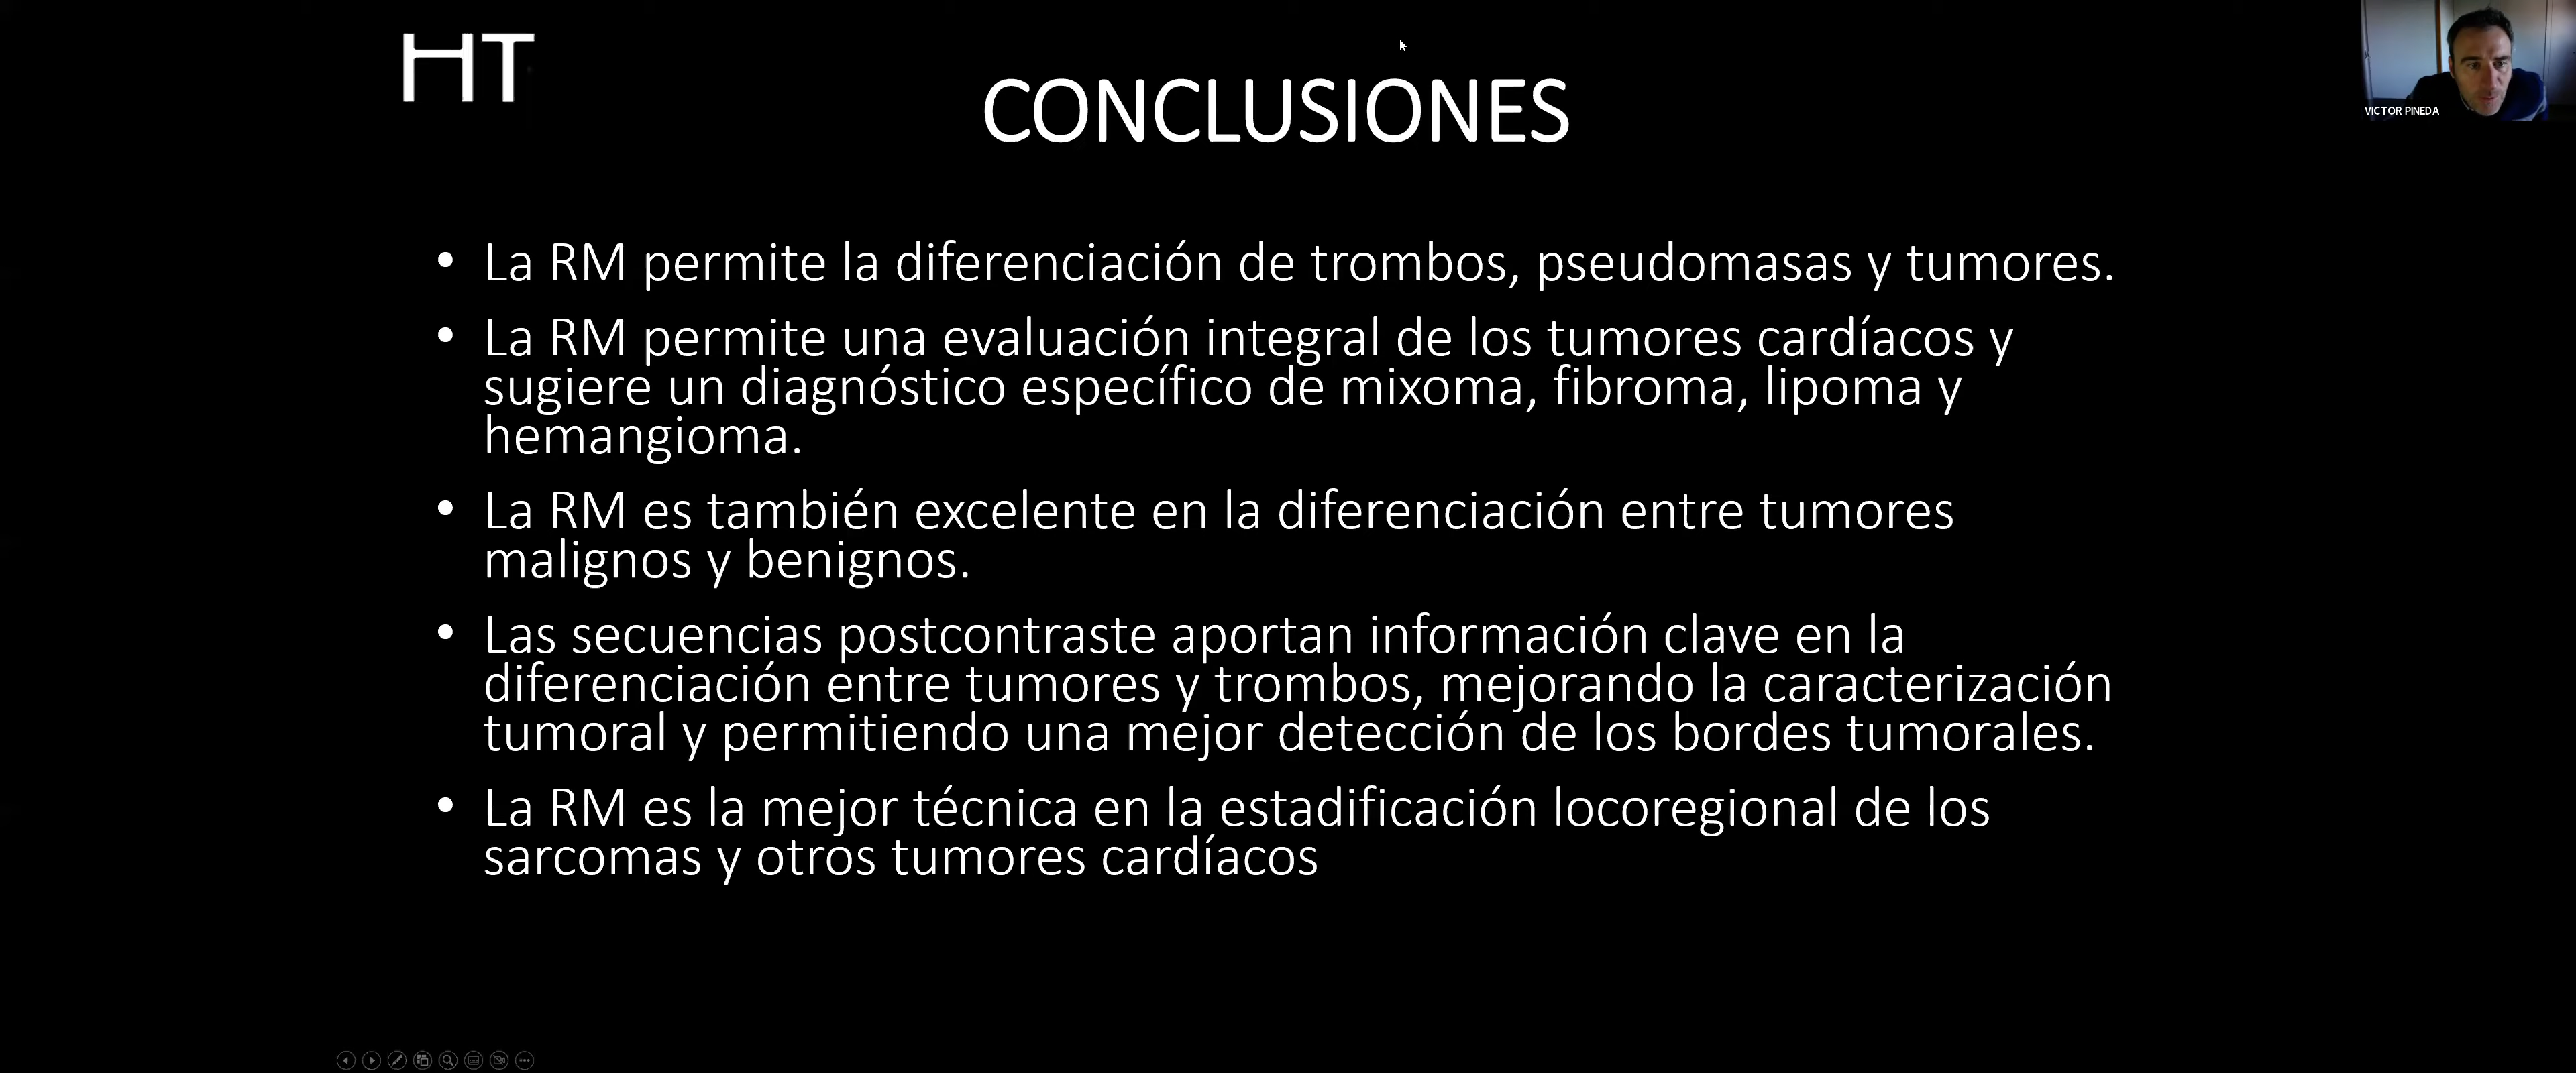 HT
CONCLUSIONES
VICTOR PINEDA
• La RM permite la diferenciación de trombos, pseudomasas y tumores.
• La RM permite una evaluación integral de los tumores cardíacos y
sugiere un diagnóstico específico de mixoma, fibroma, lipoma y
hemangioma.
• La RM es también excelente en la diferenciación entre tumores
malignos y benignos.
• Las secuencias postcontraste aportan información clave en la
diferenciación entre tumores y trombos, mejorando la caracterización
tumoral y permitiendo una mejor detección de los bordes tumorales.
• La RM es la mejor técnica en la estadificación locoregional de los
sarcomas y otros tumores cardíacos